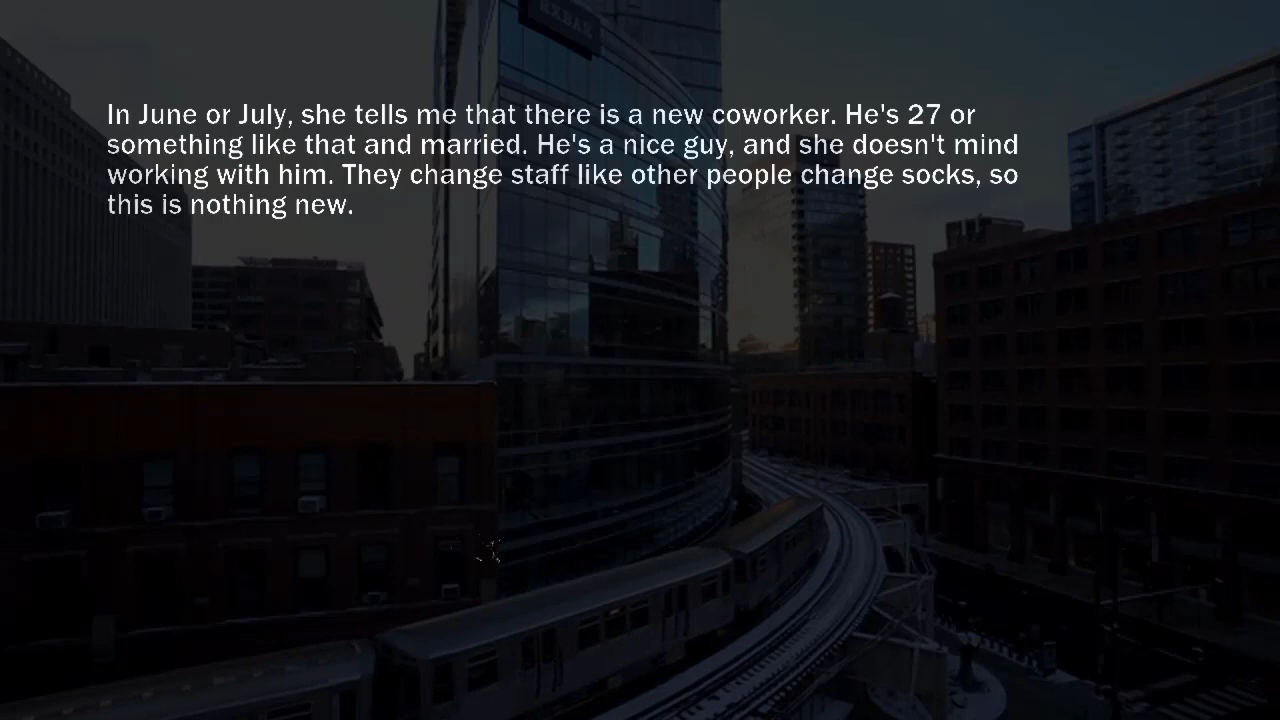 RXBAR
In June or July, she tells me that there is a new coworker. He's 27 or
something like that and married. He's a nice guy, and she doesn't mind
working with him. They change staff like other people change socks, so
this is nothing new.